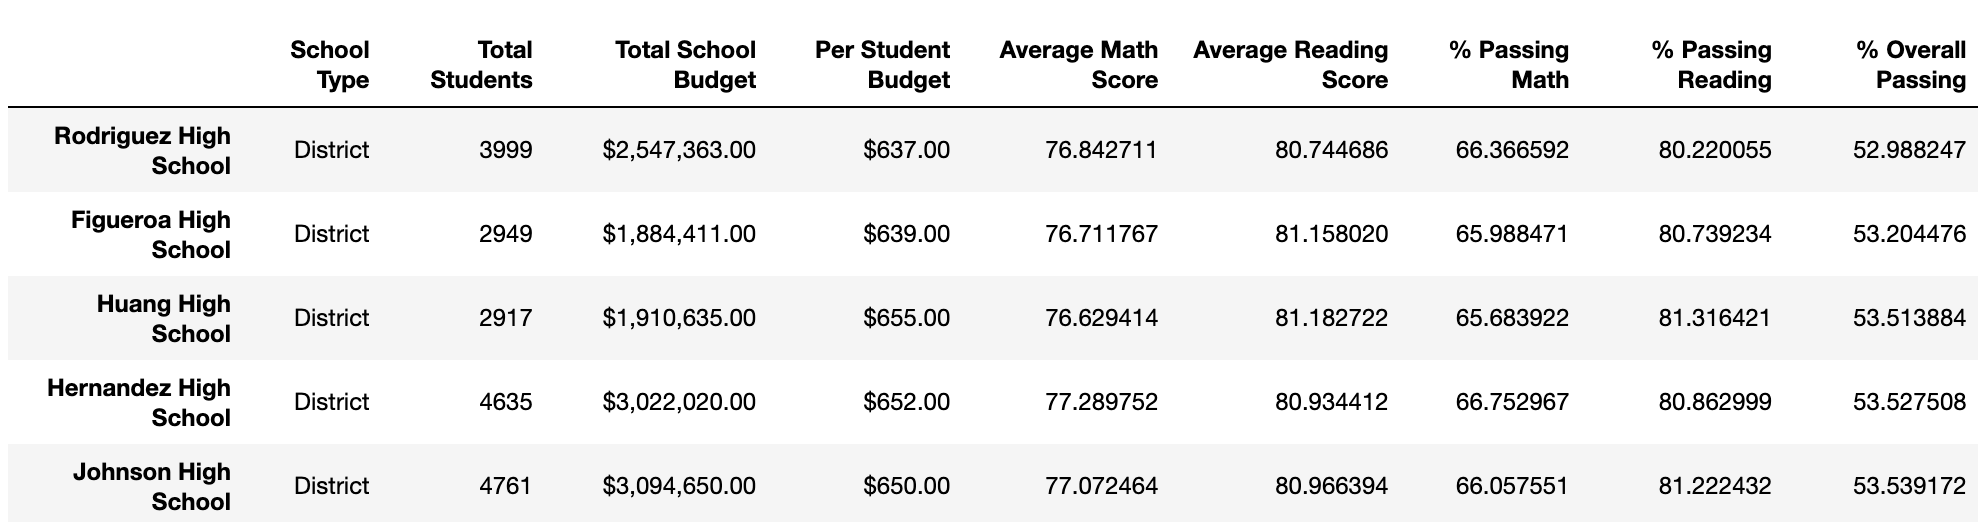 School Type Total Students Total School Budget Per Student Budget Average Math Score Average Reading Score % Passing Math % Passing Reading % Overall Passing
Rodriguez High School District 3999 $2,547,363.00 $637.00 76.842711 80.744686 66.366592 80.220055 52.988247
Figueroa High School District 2949 $1,884,411.00 $639.00 76.711767 81.158020 65.988471 80.739234 53.204476
Huang High School District 2917 $1,910,635.00 $655.00 76.629414 81.182722 65.683922 81.316421 53.513884
Hernandez High School District 4635 $3,022,020.00 $652.00 77.289752 80.934412 66.752967 80.862999 53.527508
Johnson High School District 4761 $3,094,650.00 $650.00 77.072464 80.966394 66.057551 81.222432 53.539172